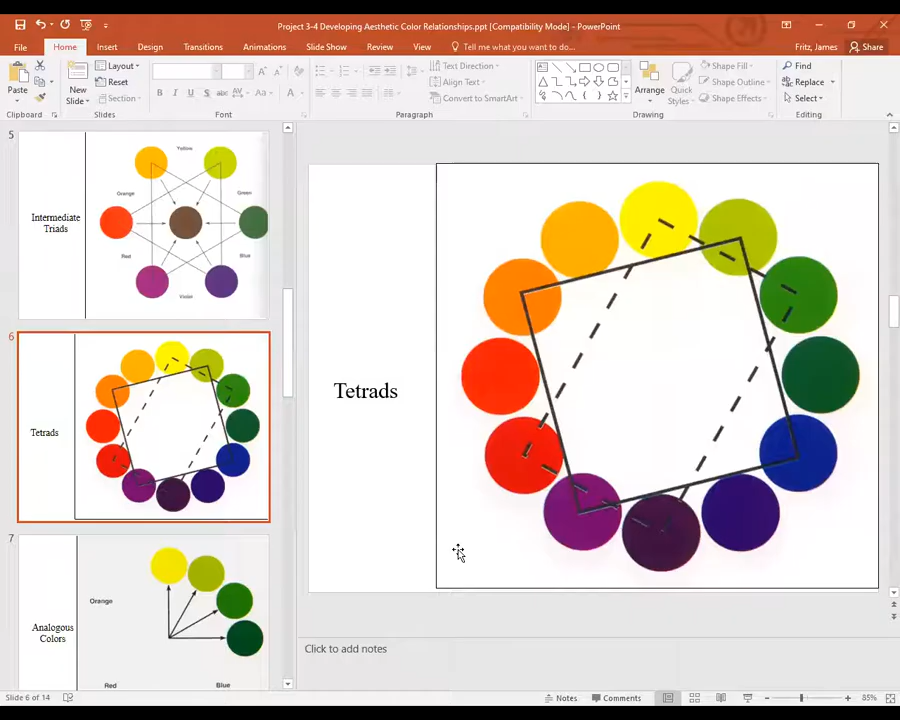 Project 3-4 Developing Aesthetic Color Relationships.ppt [Compatibility Mode] - PowerPoint
File Home Insert Design Transitions Animations Slide Show Review View Tell me what you want to do... Fritz, James Share
Paste
New
Slide
Layout
Reset
Section
B I U S abc AV Aa A
Text Direction
Align Text
Convert to SmartArt
Arrange
Quick
Styles
Shape Fill
Shape Outline
Shape Effects
Find
Replace
Select
Clipboard Slides Font Paragraph Drawing Editing
5
Intermediate
Triads
Yellow
Orange
Green
Red
Blue
Violet
6
Tetrads
7
Analogous
Colors
Orange
Red
Blue
Tetrads
Click to add notes
Slide 6 of 14 Notes Comments 85%